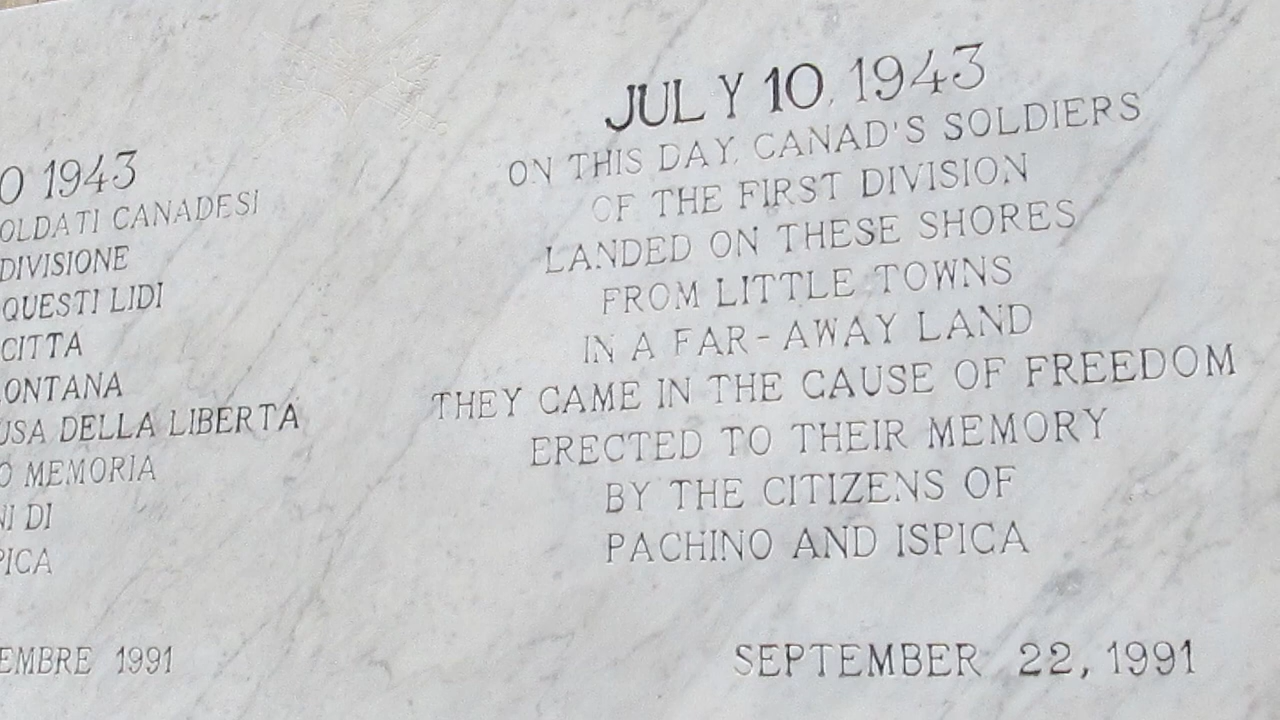 O 1943
OLDATI CANADESI
DIVISIONE
QUESTI LIDI
CITTA
ONTANA
USA DELLA LIBERTA
O MEMORIA
NI DI
PICA
EMBRE 1991
JULY 10, 1943
ON THIS DAY, CANAD'S SOLDIERS
OF THE FIRST DIVISION
LANDED ON THESE SHORES
FROM LITTLE TOWNS
IN A FAR-AWAY LAND
THEY CAME IN THE CAUSE OF FREEDOM
ERECTED TO THEIR MEMORY
BY THE CITIZENS OF
PACHINO AND ISPICA
SEPTEMBER 22, 1991